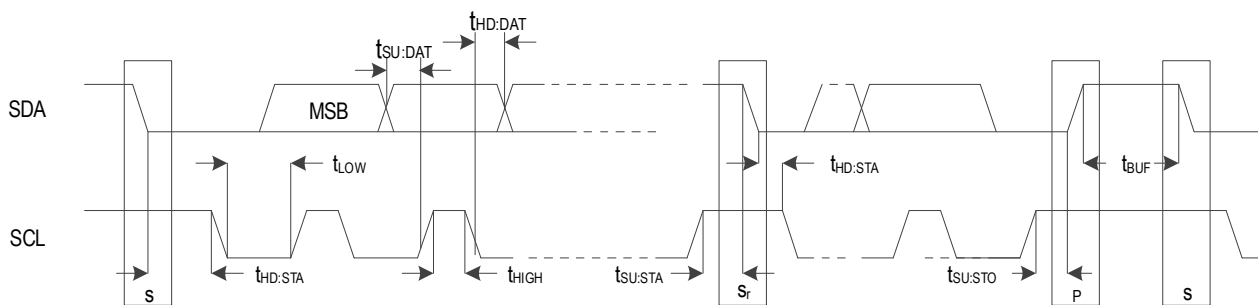 tHD:DAT
tSU:DAT
SDA
MSB
tLOW
tHD:STA
tBUF
SCL
tHD:STA
tHIGH
tSU:STA
tSU:STO
S
Sr
P
S